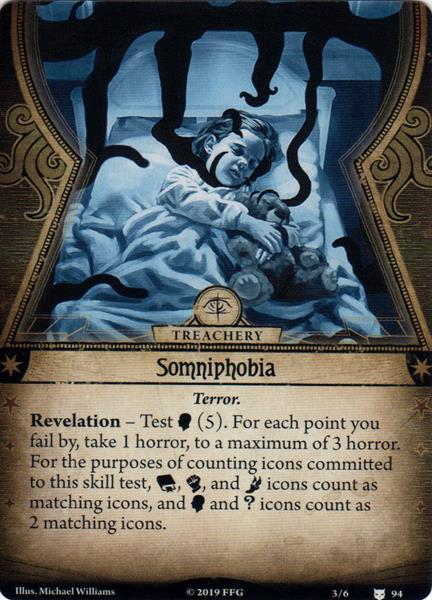 TREACHERY
Somniphobia
Terror.
Revelation – Test (5). For each point you
fail by, take 1 horror, to a maximum of 3 horror.
For the purposes of counting icons committed
to this skill test, , , and icons count as
matching icons, and and ? icons count as
2 matching icons.
Illus. Michael Williams © 2019 FFG 3/6 94